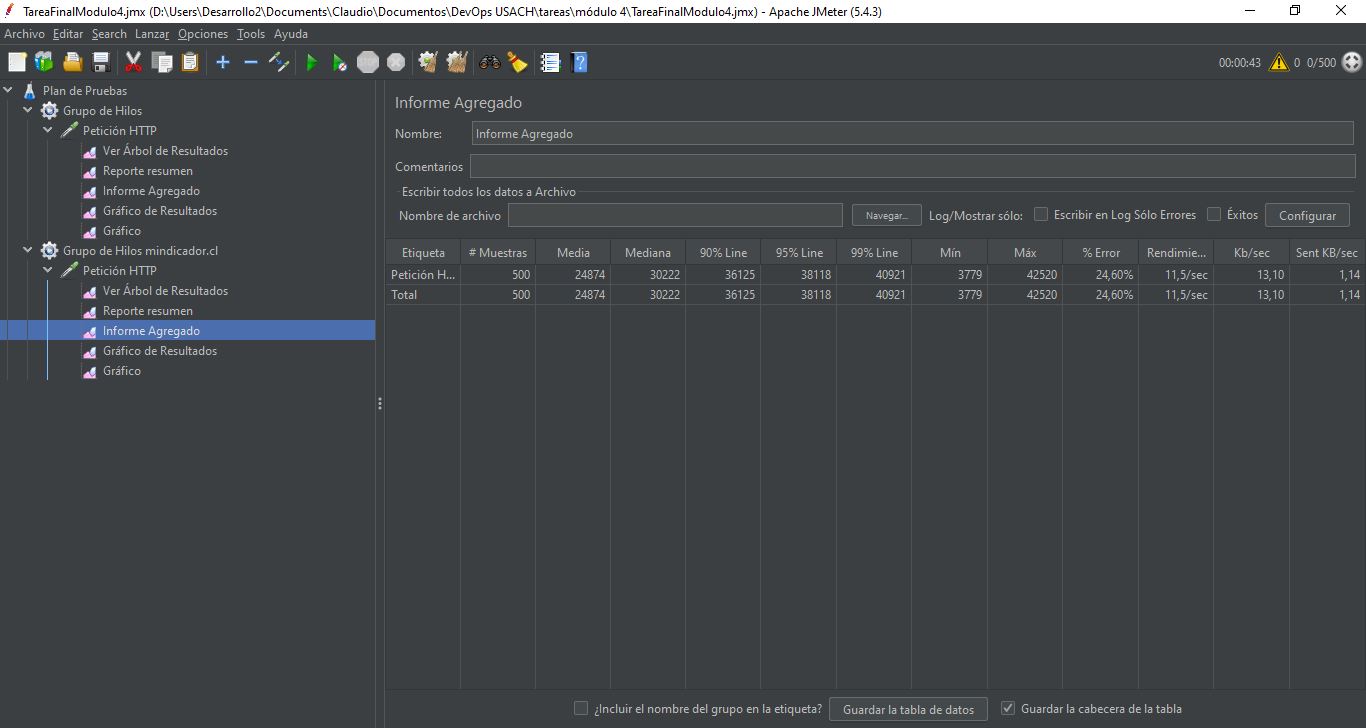 TareaFinalModulo4.jmx (D:\Users\Desarrollo2\Documents\Claudio\Documentos\DevOps USACH\tareas\módulo 4\TareaFinalModulo4.jmx) - Apache JMeter (5.4.3)
Archivo Editar Search Lanzar Opciones Tools Ayuda
STOP 00:00:43 0 0/500
Plan de Pruebas
Grupo de Hilos
Petición HTTP
Ver Árbol de Resultados
Reporte resumen
Informe Agregado
Gráfico de Resultados
Gráfico
Grupo de Hilos mindicador.cl
Petición HTTP
Ver Árbol de Resultados
Reporte resumen
Informe Agregado
Gráfico de Resultados
Gráfico
Informe Agregado
Nombre: Informe Agregado
Comentarios
Escribir todos los datos a Archivo
Nombre de archivo Navegar... Log/Mostrar sólo: Escribir en Log Sólo Errores Éxitos Configurar
Etiqueta # Muestras Media Mediana 90% Line 95% Line 99% Line Mín Máx % Error Rendimie... Kb/sec Sent KB/sec
Petición H... 500 24874 30222 36125 38118 40921 3779 42520 24,60% 11,5/sec 13,10 1,14
Total 500 24874 30222 36125 38118 40921 3779 42520 24,60% 11,5/sec 13,10 1,14
¿Incluir el nombre del grupo en la etiqueta? Guardar la tabla de datos Guardar la cabecera de la tabla